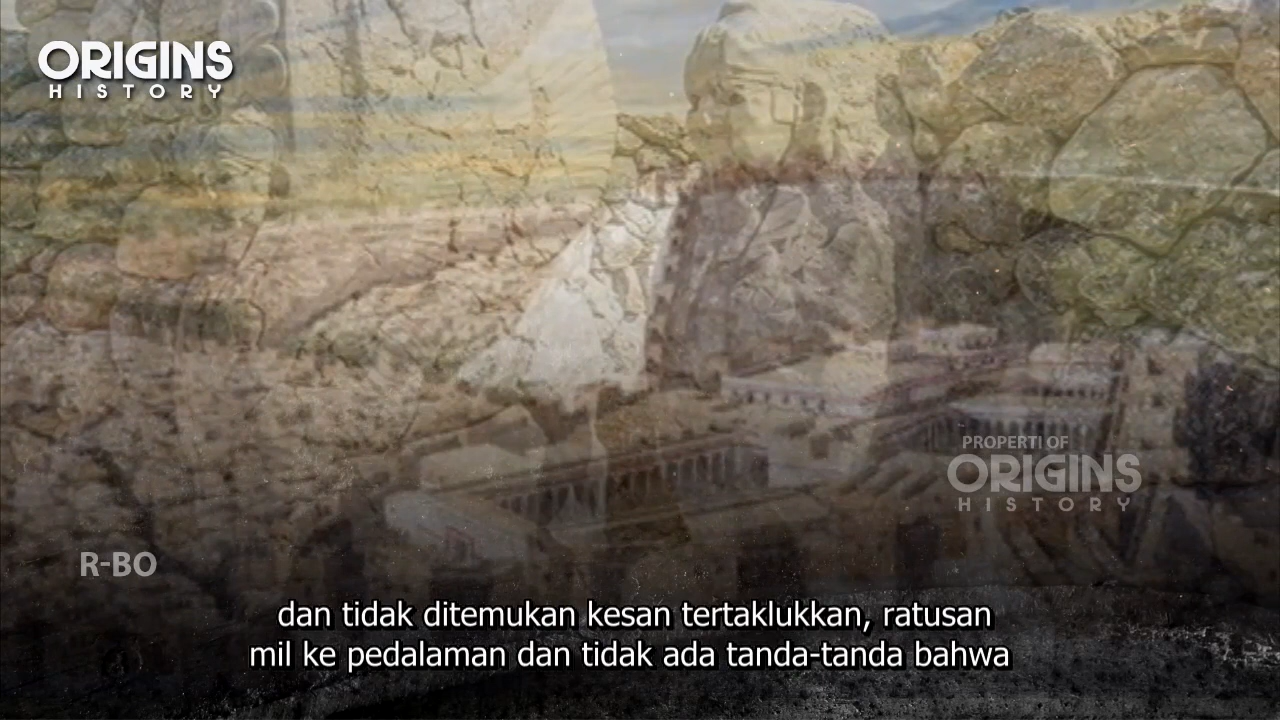 ORIGINS
HISTORY
PROPERTI OF
ORIGINS
HISTORY
R-BO
dan tidak ditemukan kesan tertaklukkan, ratusan
mil ke pedalaman dan tidak ada tanda-tanda bahwa